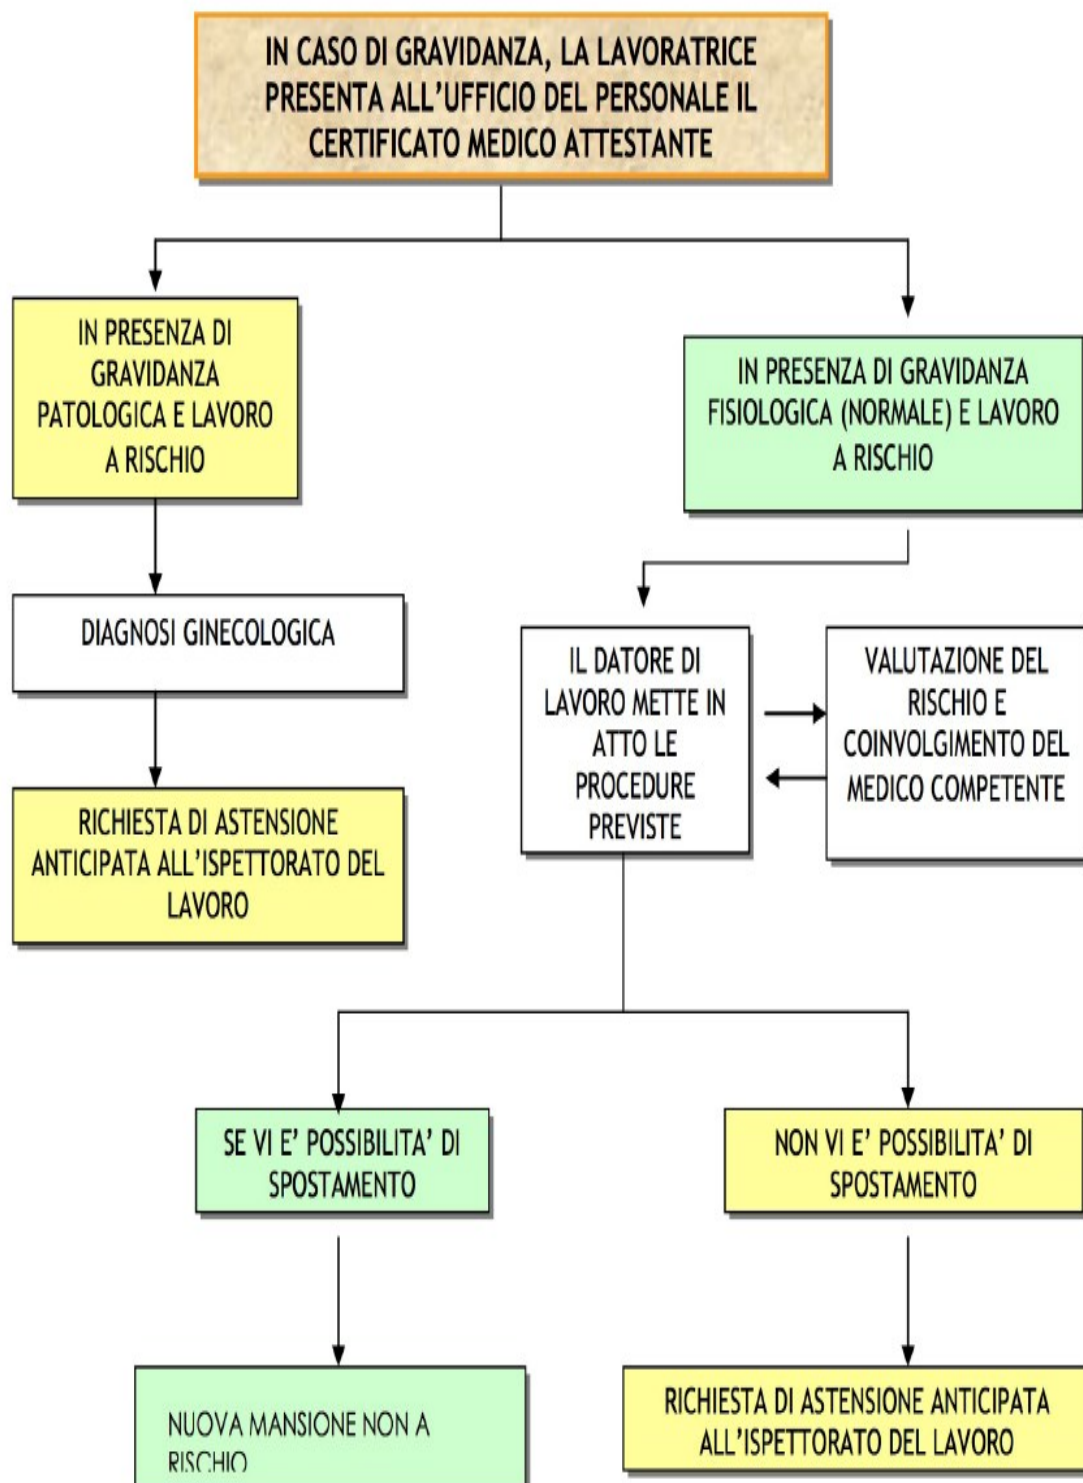 IN CASO DI GRAVIDANZA, LA LAVORATRICE
PRESENTA ALL'UFFICIO DEL PERSONALE IL
CERTIFICATO MEDICO ATTESTANTE
IN PRESENZA DI
GRAVIDANZA
PATOLOGICA E LAVORO
A RISCHIO
IN PRESENZA DI GRAVIDANZA
FISIOLOGICA (NORMALE) E LAVORO
A RISCHIO
DIAGNOSI GINECOLOGICA
IL DATORE DI
LAVORO METTE IN
ATTO LE
PROCEDURE
PREVISTE
VALUTAZIONE DEL
RISCHIO E
COINVOLGIMENTO DEL
MEDICO COMPETENTE
RICHIESTA DI ASTENSIONE
ANTICIPATA ALL'ISPETTORATO DEL
LAVORO
SE VI E' POSSIBILITA' DI
SPOSTAMENTO
NON VI E' POSSIBILITA' DI
SPOSTAMENTO
NUOVA MANSIONE NON A
RISCHIO
RICHIESTA DI ASTENSIONE ANTICIPATA
ALL'ISPETTORATO DEL LAVORO